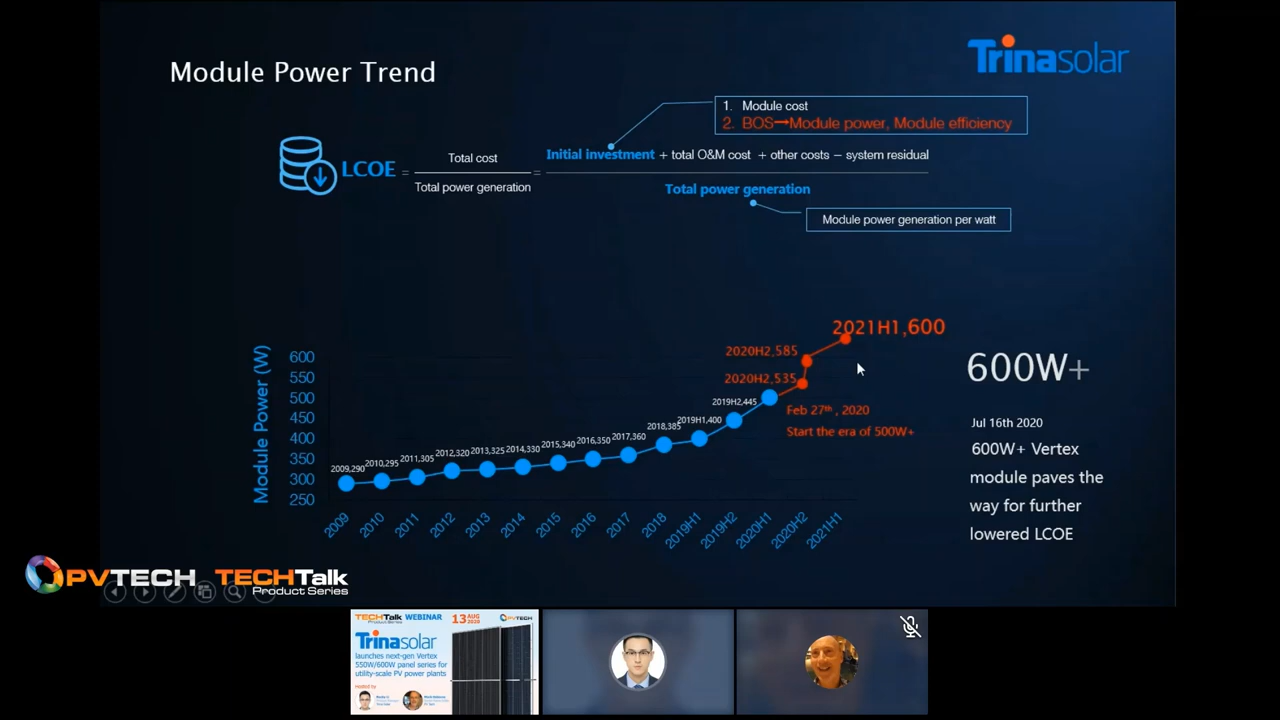 Module Power Trend
Trinasolar
1. Module cost
2. BOS→Module power, Module efficiency
LCOE = Total cost / Total power generation = Initial investment + total O&M cost + other costs – system residual
Total power generation
Module power generation per watt
Module Power (W)
600
550
500
450
400
350
300
250
2009,290
2010,295
2011,305
2012,320
2013,325
2014,330
2015,340
2016,350
2017,360
2018,385
2019H1,400
2019H2,445
2020H2,535
2020H2,585
2021H1,600
Feb 27th, 2020
Start the era of 500W+
2009
2010
2011
2012
2013
2014
2015
2016
2017
2018
2019H1
2019H2
2020H1
2020H2
2021H1
600W+
Jul 16th 2020
600W+ Vertex
module paves the
way for further
lowered LCOE
PVTECH TECHTalk
Product Series
TECHTalk WEBINAR 13 AUG 2020 PVTECH
Product Series
Trinasolar
launches next-gen Vertex
550W/600W panel series for
utility-scale PV power plants
Hosted by